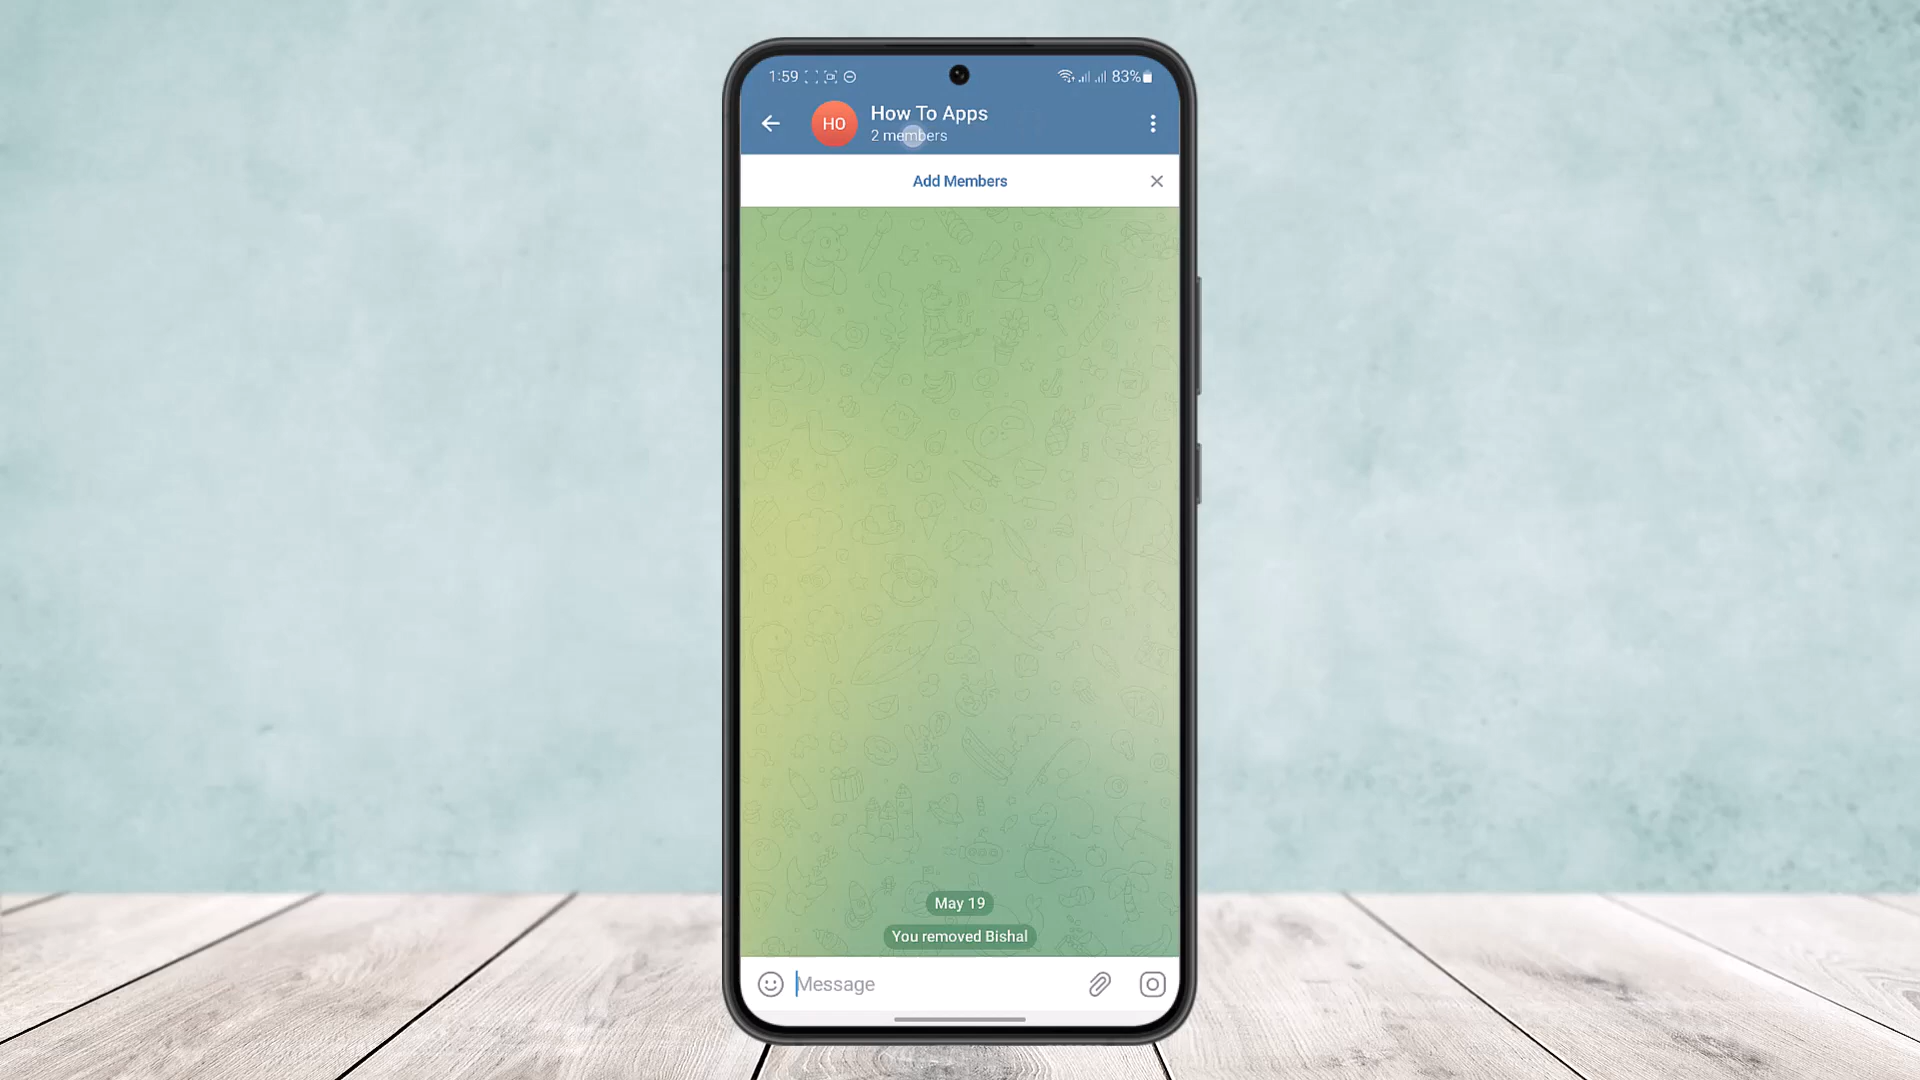 1:59
83%
HO
How To Apps
2 members
Add Members
May 19
You removed Bishal
Message